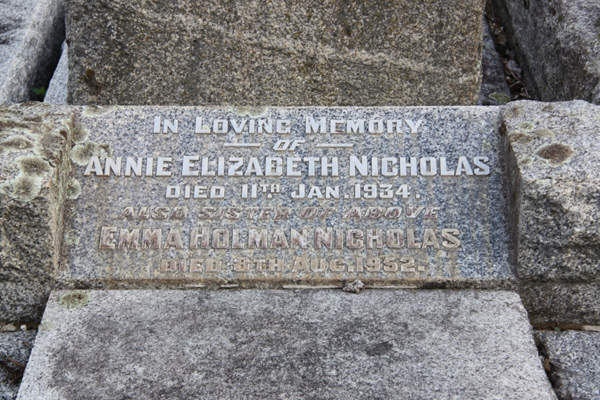 In Loving Memory
of
Annie Elizabeth Nicholas
Died 11th Jan. 1934.
Also Sister of Above
Emma Holman Nicholas
Died 8th Aug. 1952.